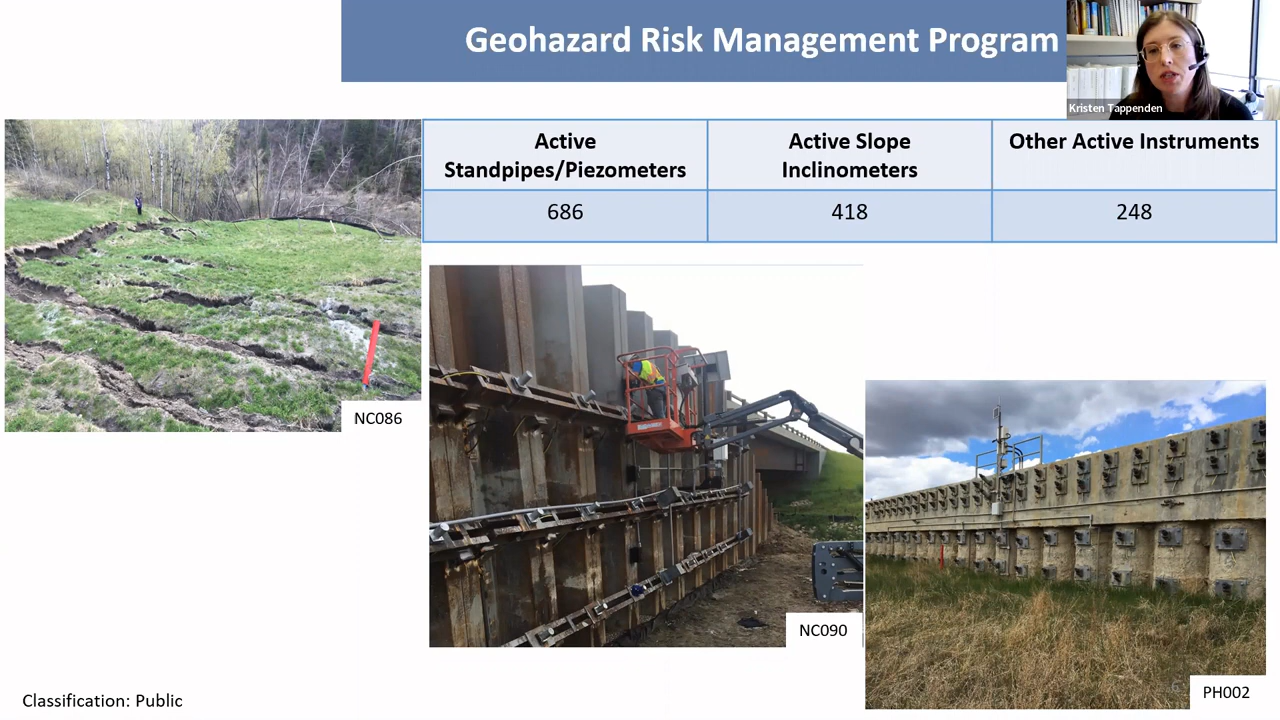 Geohazard Risk Management Program
Kristen Tappenden
Active
Standpipes/Piezometers
Active Slope
Inclinometers
Other Active Instruments
686
418
248
NC086
NC090
PH002
Classification: Public